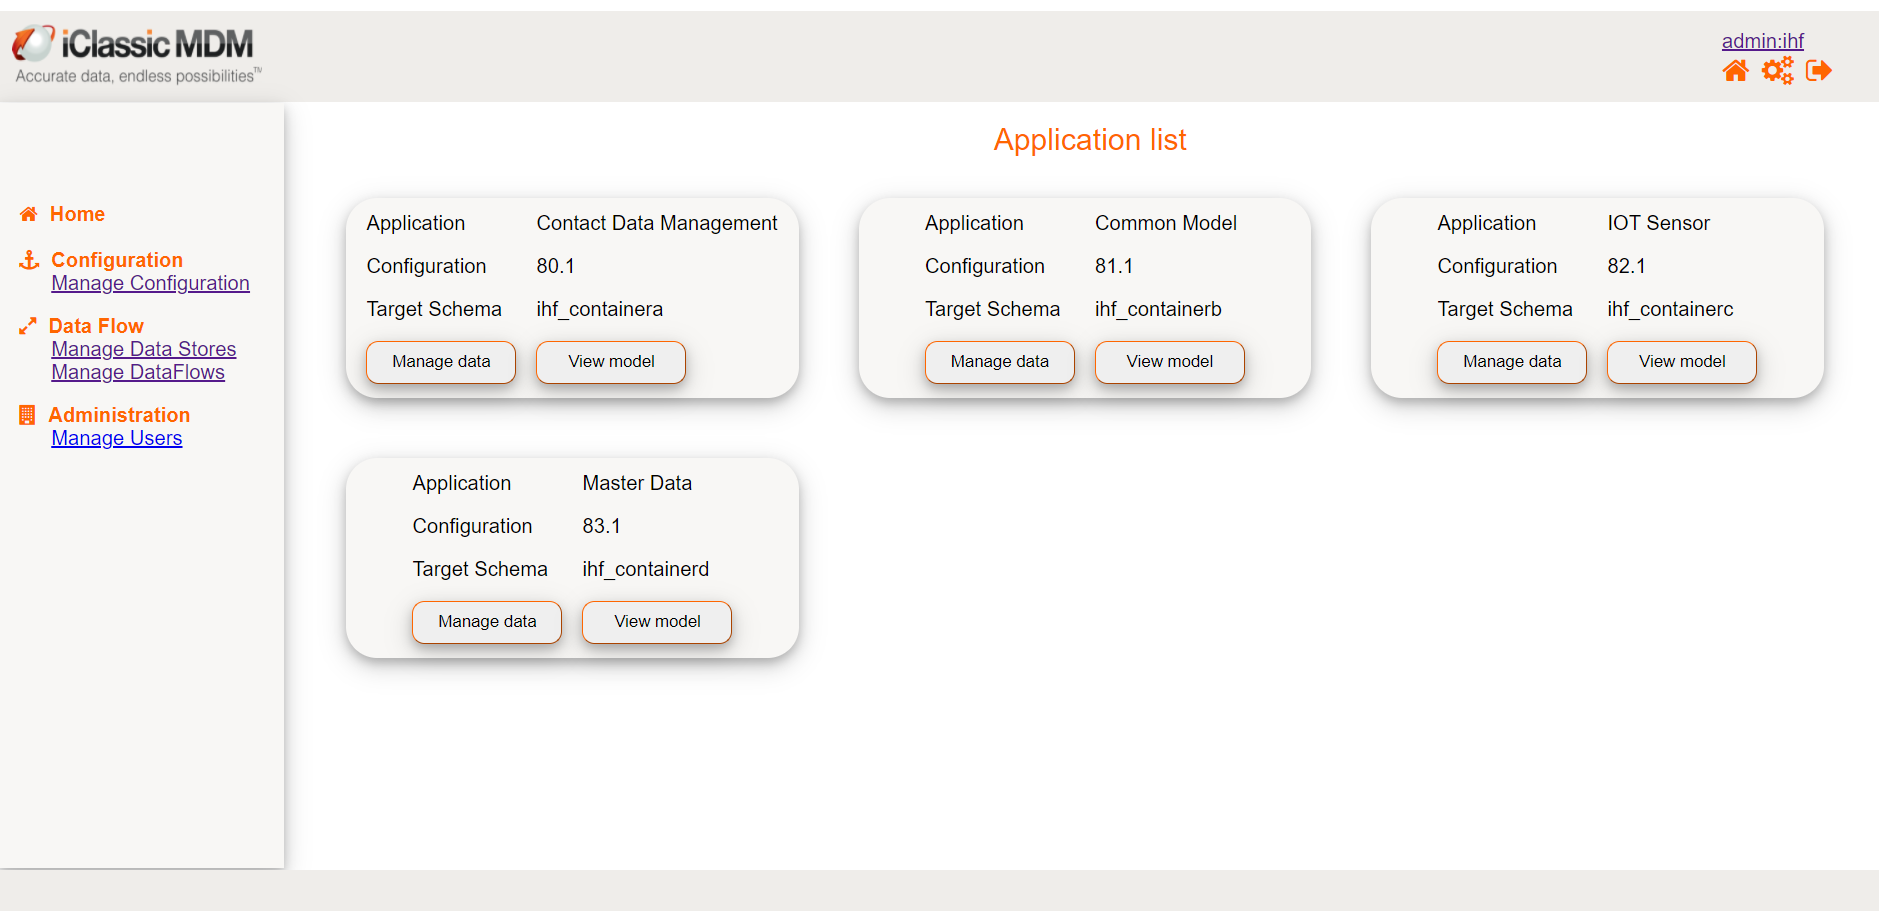 iClassic MDM
Accurate data, endless possibilities™
admin:ihf
Home
Configuration
Manage Configuration
Data Flow
Manage Data Stores
Manage DataFlows
Administration
Manage Users
Application list
Application Contact Data Management
Configuration 80.1
Target Schema ihf_containera
Manage data View model
Application Common Model
Configuration 81.1
Target Schema ihf_containerb
Manage data View model
Application IOT Sensor
Configuration 82.1
Target Schema ihf_containerc
Manage data View model
Application Master Data
Configuration 83.1
Target Schema ihf_containerd
Manage data View model